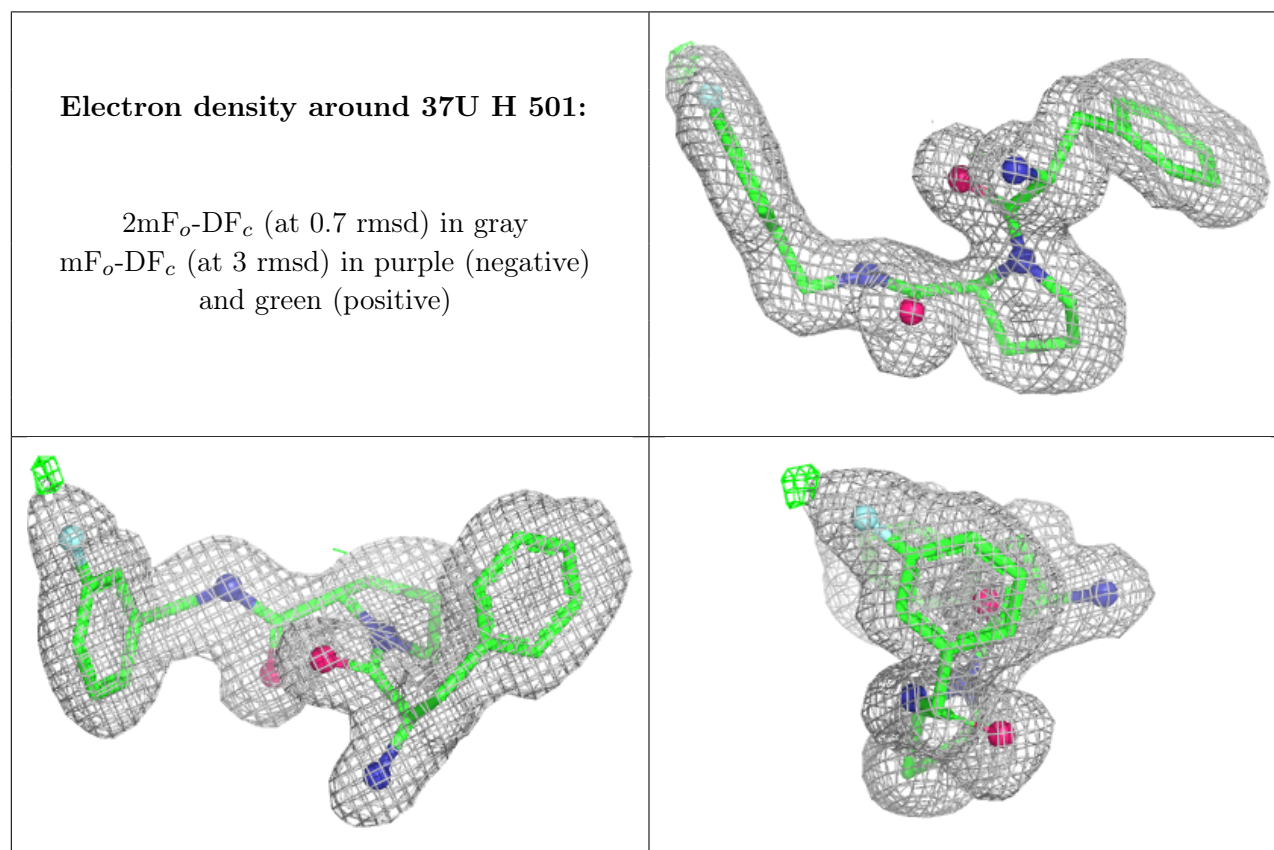 Electron density around 37U H 501:
2mFo-DFc (at 0.7 rmsd) in gray
mFo-DFc (at 3 rmsd) in purple (negative)
and green (positive)